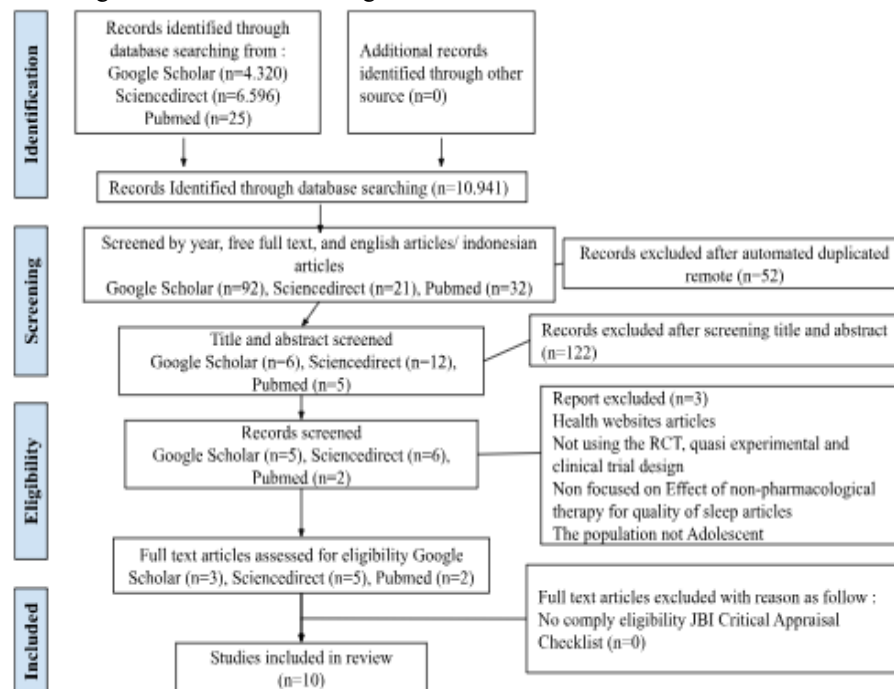 Identification
Records identified through
database searching from :
Google Scholar (n=4.320)
Sciencedirect (n=6.596)
Pubmed (n=25)
Additional records
identified through other
source (n=0)
Records Identified through database searching (n=10.941)
Screening
Screened by year, free full text, and english articles/ indonesian
articles
Google Scholar (n=92), Sciencedirect (n=21), Pubmed (n=32)
Records excluded after automated duplicated
remote (n=52)
Title and abstract screened
Google Scholar (n=6), Sciencedirect (n=12),
Pubmed (n=5)
Records excluded after screening title and abstract
(n=122)
Eligibility
Records screened
Google Scholar (n=5), Sciencedirect (n=6),
Pubmed (n=2)
Report excluded (n=3)
Health websites articles
Not using the RCT, quasi experimental and
clinical trial design
Non focused on Effect of non-pharmacological
therapy for quality of sleep articles
The population not Adolescent
Full text articles assessed for eligibility Google
Scholar (n=3), Sciencedirect (n=5), Pubmed (n=2)
Included
Full text articles excluded with reason as follow :
No comply eligibility JBI Critical Appraisal
Checklist (n=0)
Studies included in review
(n=10)